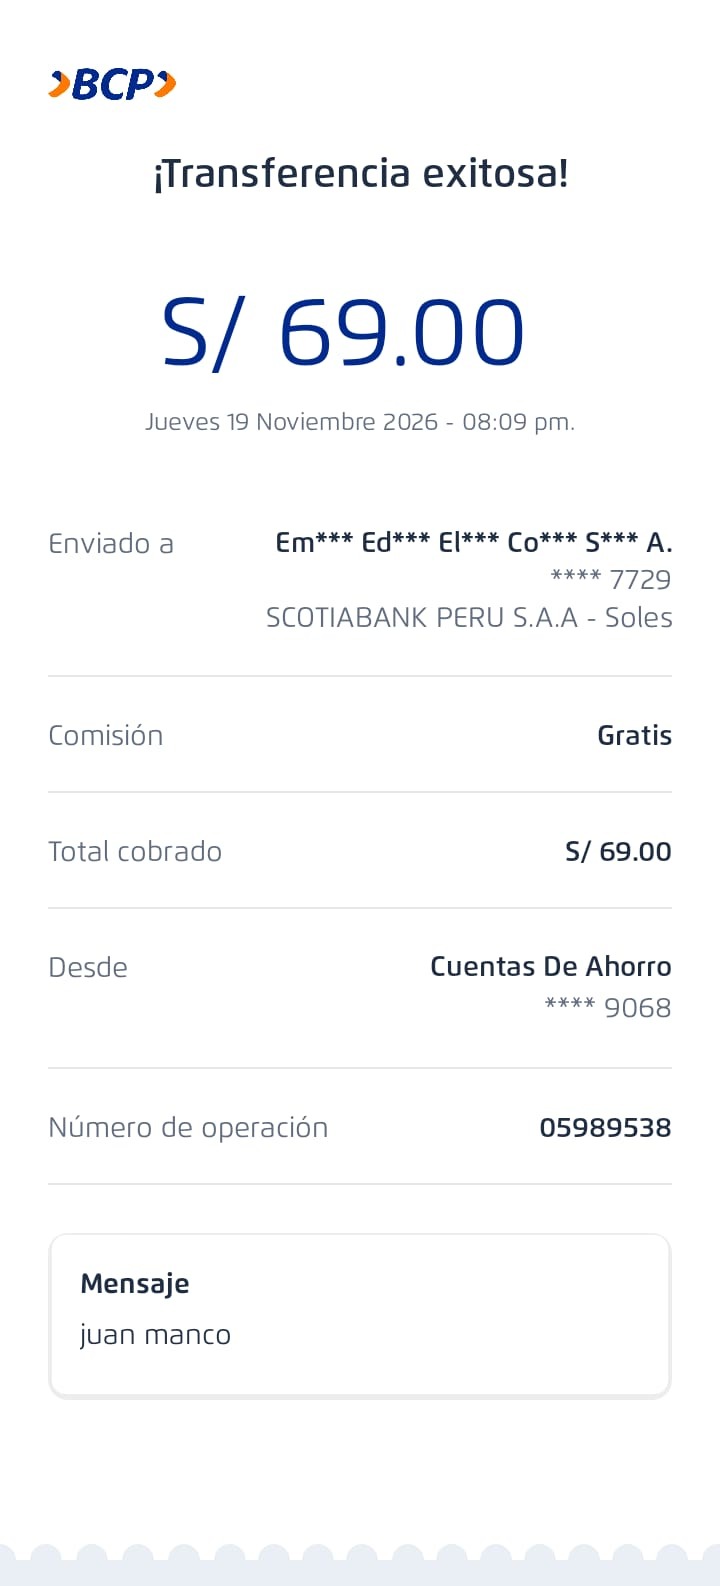 BCP
¡Transferencia exitosa!
S/ 69.00
Jueves 19 Noviembre 2026 - 08:09 pm.
Enviado a
Em*** Ed*** El*** Co*** S*** A.
**** 7729
SCOTIABANK PERU S.A.A - Soles
Comisión
Gratis
Total cobrado
S/ 69.00
Desde
Cuentas De Ahorro
**** 9068
Número de operación
05989538
Mensaje
juan manco